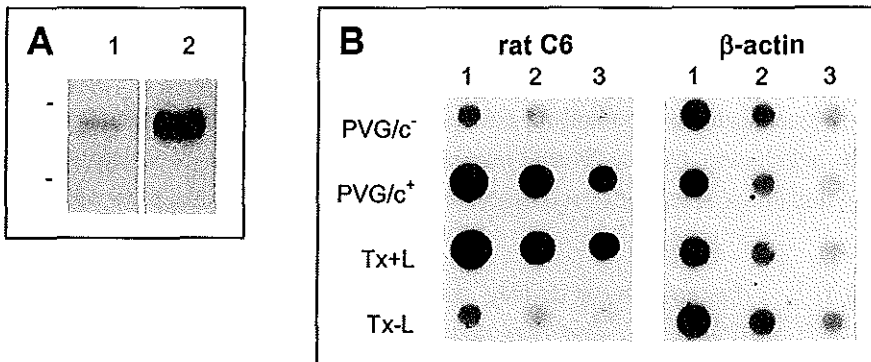 A
1 2
-
-
B
rat C6 β-actin
1 2 3 1 2 3
PVG/c⁻
PVG/c⁺
Tx+L
Tx-L